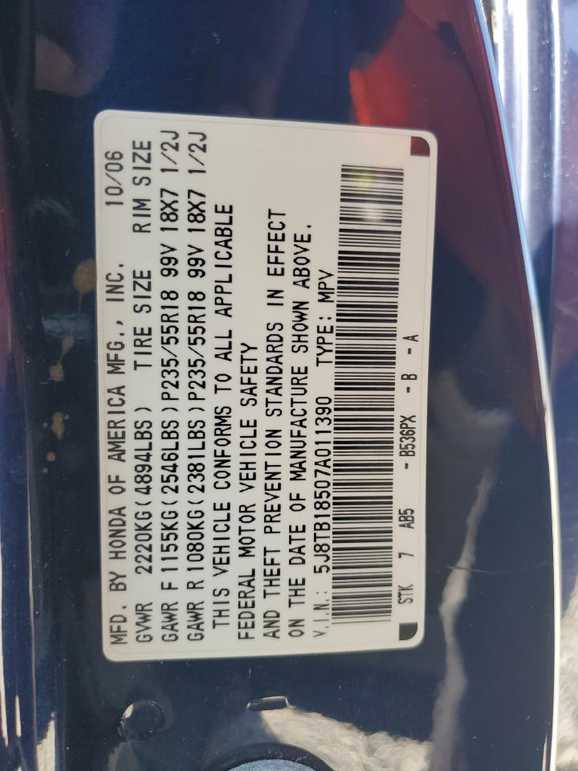 MFD. BY HONDA OF AMERICA MFG., INC. 10/06
GVWR 2220KG(4894LBS) TIRE SIZE RIM SIZE
GAWR F 1155KG(2546LBS)P235/55R18 99V 18X7 1/2J
GAWR R 1080KG(2381LBS)P235/55R18 99V 18X7 1/2J
THIS VEHICLE CONFORMS TO ALL APPLICABLE
FEDERAL MOTOR VEHICLE SAFETY
AND THEFT PREVENTION STANDARDS IN EFFECT
ON THE DATE OF MANUFACTURE SHOWN ABOVE.
V.I.N.: 5J8TB18507A011390 TYPE: MPV
STK 7 AB5 - B536PX - B - A